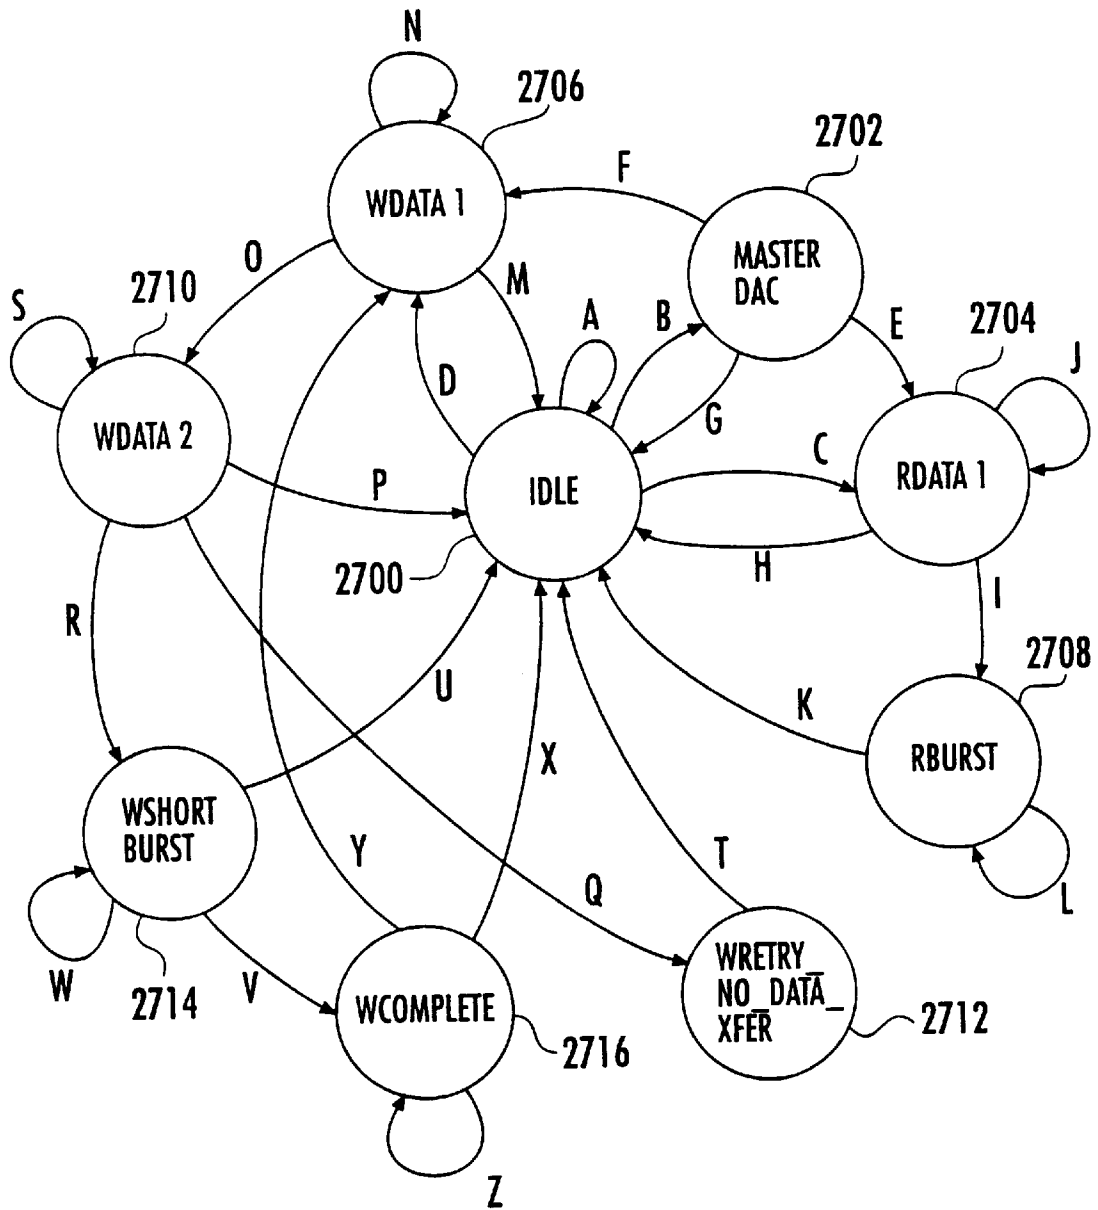 N
2706
2702
WDATA 1
F
MASTER
DAC
O
2710
M
S
A
B
E
2704
J
D
G
WDATA 2
P
IDLE
C
RDATA 1
2700
H
I
R
2708
U
K
X
RBURST
WSHORT
BURST
Y
T
Q
L
W
V
2714
WCOMPLETE
WRETRY_
NO_DATA_
XFER
2712
2716
Z